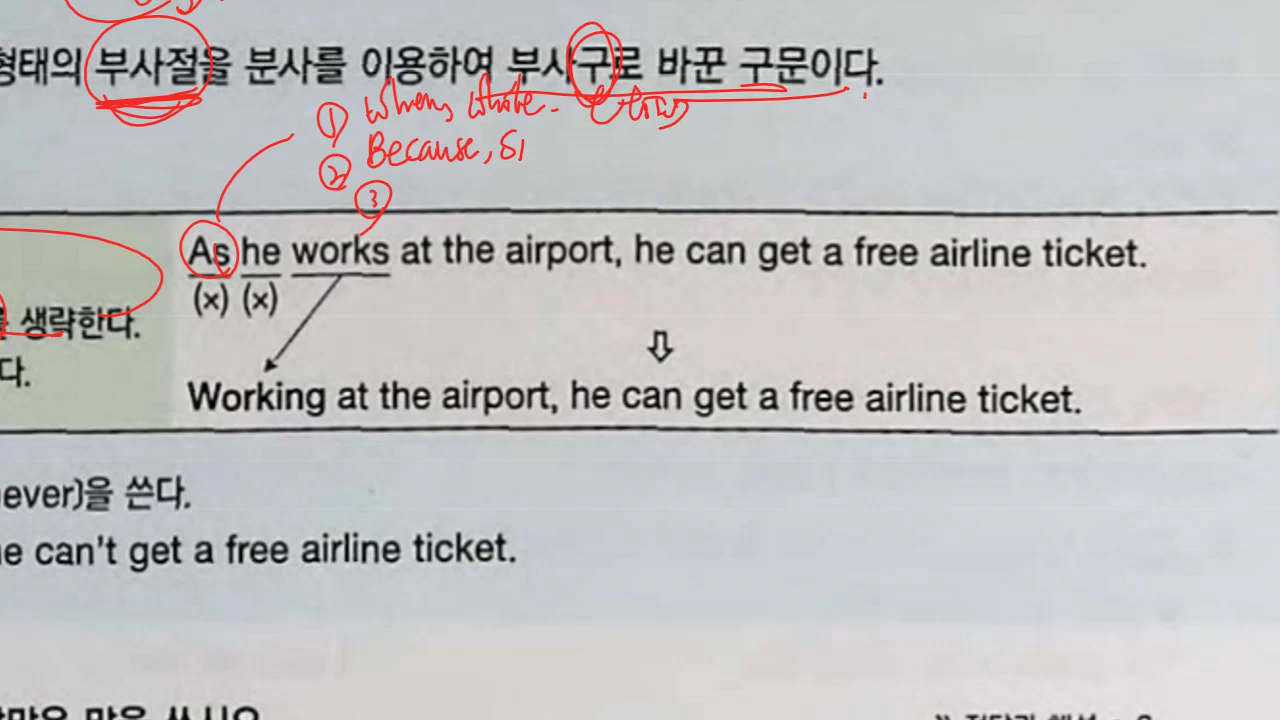 형태의 부사절을 분사를 이용하여 부사구로 바꾼 구문이다.
① When, while.
② Because, Si
③
As he works at the airport, he can get a free airline ticket.
(×) (×)
생략한다.
다.
⇩
Working at the airport, he can get a free airline ticket.
ever)을 쓴다.
e can't get a free airline ticket.